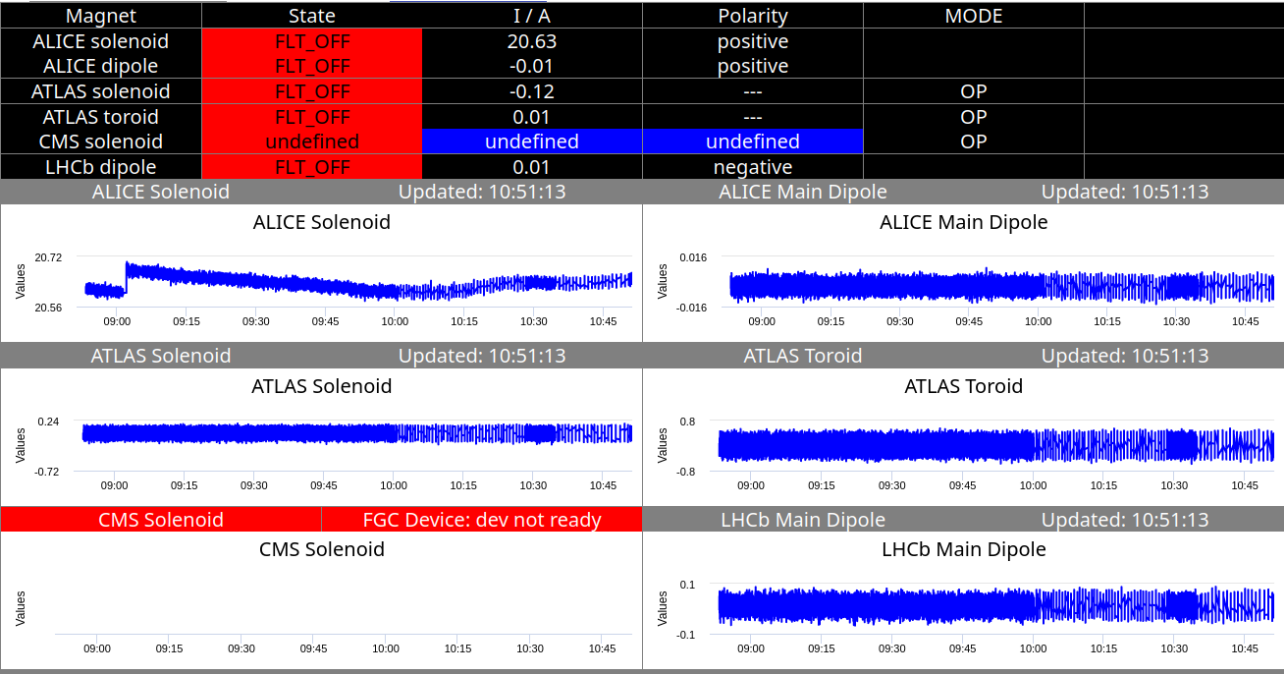 Magnet State I / A Polarity MODE
ALICE solenoid FLT_OFF 20.63 positive
ALICE dipole FLT_OFF -0.01 positive
ATLAS solenoid FLT_OFF -0.12 --- OP
ATLAS toroid FLT_OFF 0.01 --- OP
CMS solenoid undefined undefined undefined OP
LHCb dipole FLT_OFF 0.01 negative
ALICE Solenoid Updated: 10:51:13 ALICE Main Dipole Updated: 10:51:13
ALICE Solenoid
Values
20.72
20.56
09:00 09:15 09:30 09:45 10:00 10:15 10:30 10:45
ALICE Main Dipole
Values
0.016
-0.016
09:00 09:15 09:30 09:45 10:00 10:15 10:30 10:45
ATLAS Solenoid Updated: 10:51:13 ATLAS Toroid Updated: 10:51:13
ATLAS Solenoid
Values
0.24
-0.72
09:00 09:15 09:30 09:45 10:00 10:15 10:30 10:45
ATLAS Toroid
Values
0.8
-0.8
09:00 09:15 09:30 09:45 10:00 10:15 10:30 10:45
CMS Solenoid FGC Device: dev not ready LHCb Main Dipole Updated: 10:51:13
CMS Solenoid
Values
09:00 09:15 09:30 09:45 10:00 10:15 10:30 10:45
LHCb Main Dipole
Values
0.1
-0.1
09:00 09:15 09:30 09:45 10:00 10:15 10:30 10:45